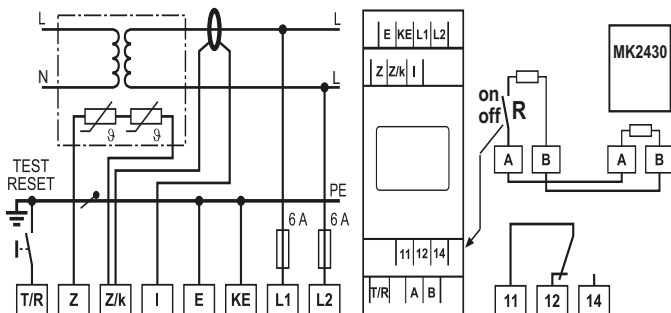 L L
N L
ϑ ϑ
TEST
RESET
PE
6 A 6 A
T/R Z Z/k I E KE L1 L2
E KE L1 L2
Z Z/k I
11 12 14
T/R A B
on
off R
MK2430
A B A B
11 12 14